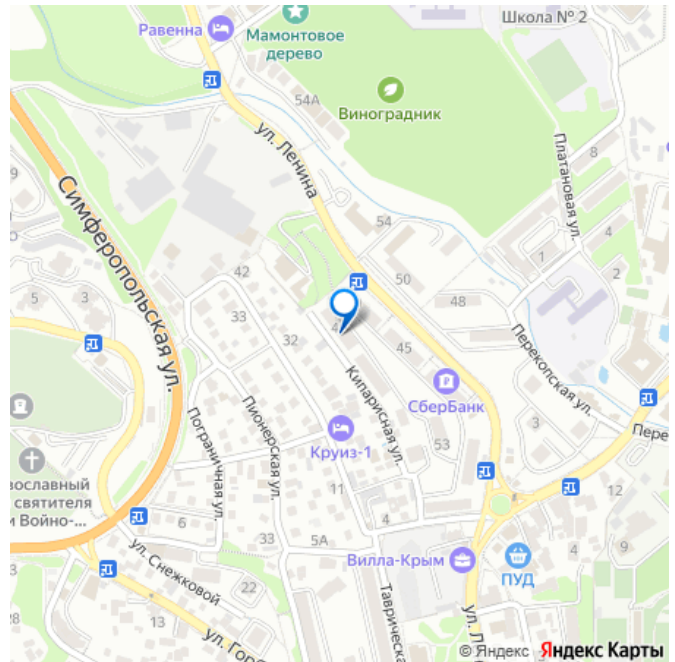 Равенна
Мамонтовое
дерево
Школа № 2
54А
Виноградник
ул. Ленина
Платановая ул.
8
9
Симферопольская ул.
54
4
42
1
50
2
5
3
33
48
32
45
Перекопская ул.
СберБанк
Кипарисная ул.
Пионерская ул.
Пограничная ул.
Круиз-1
3
53
Пере
вославный
святителя
и Войно-...
11
12
6
4
33
5А
Вилла-Крым
4
9
3
ПУД
ул. Снежковой
22
Таврическа
28
13
ул. Горо
ул. Л
© Яндекс Яндекс Карты